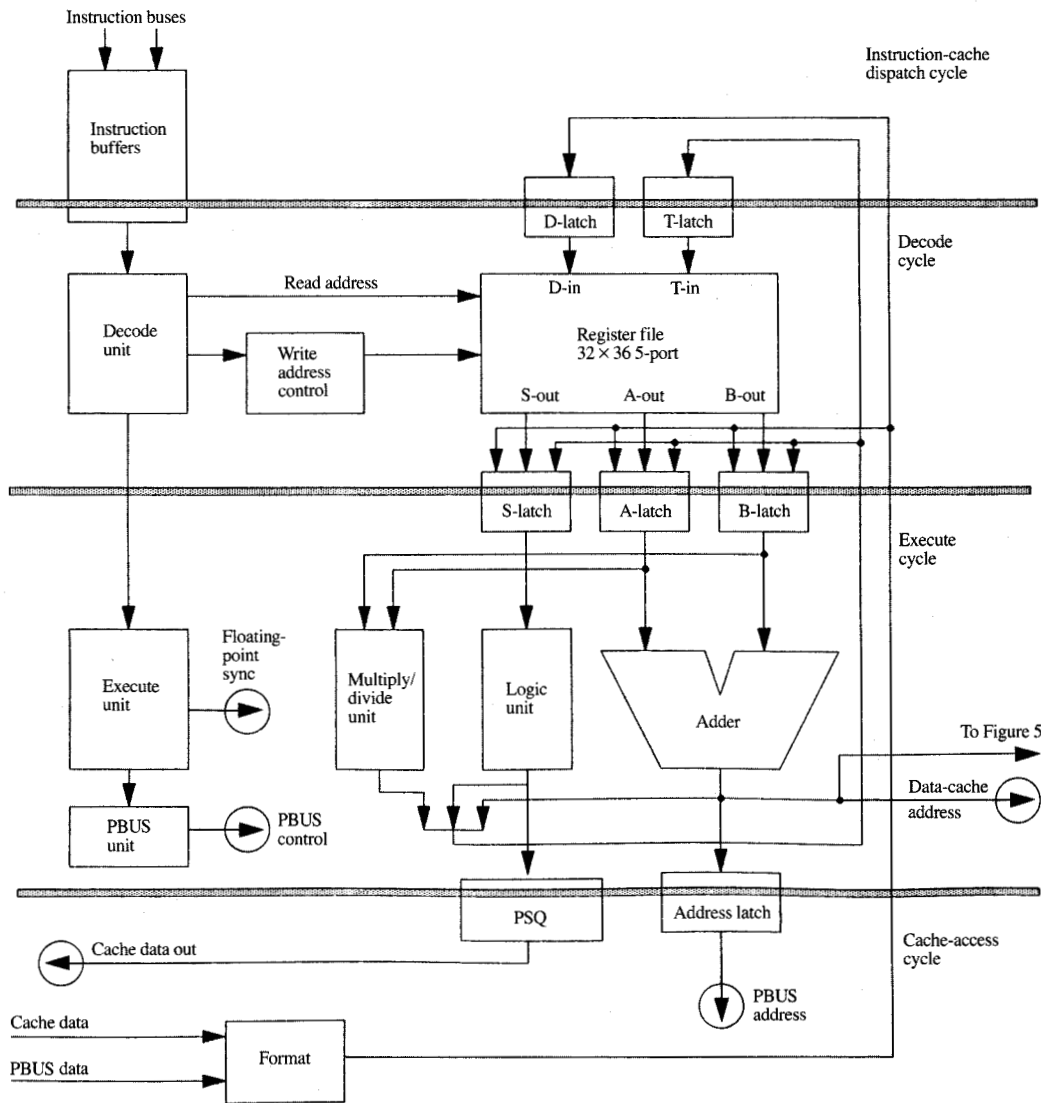 Instruction buses
Instruction-cache
dispatch cycle
Instruction
buffers
D-latch
T-latch
Decode
cycle
Read address
D-in
T-in
Decode
unit
Register file
32 × 36 5-port
Write
address
control
S-out
A-out
B-out
S-latch
A-latch
B-latch
Execute
cycle
Floating-
point
sync
Execute
unit
Multiply/
divide
unit
Logic
unit
Adder
To Figure 5
Data-cache
address
PBUS
unit
PBUS
control
PSQ
Address latch
Cache data out
Cache-access
cycle
PBUS
address
Cache data
Format
PBUS data